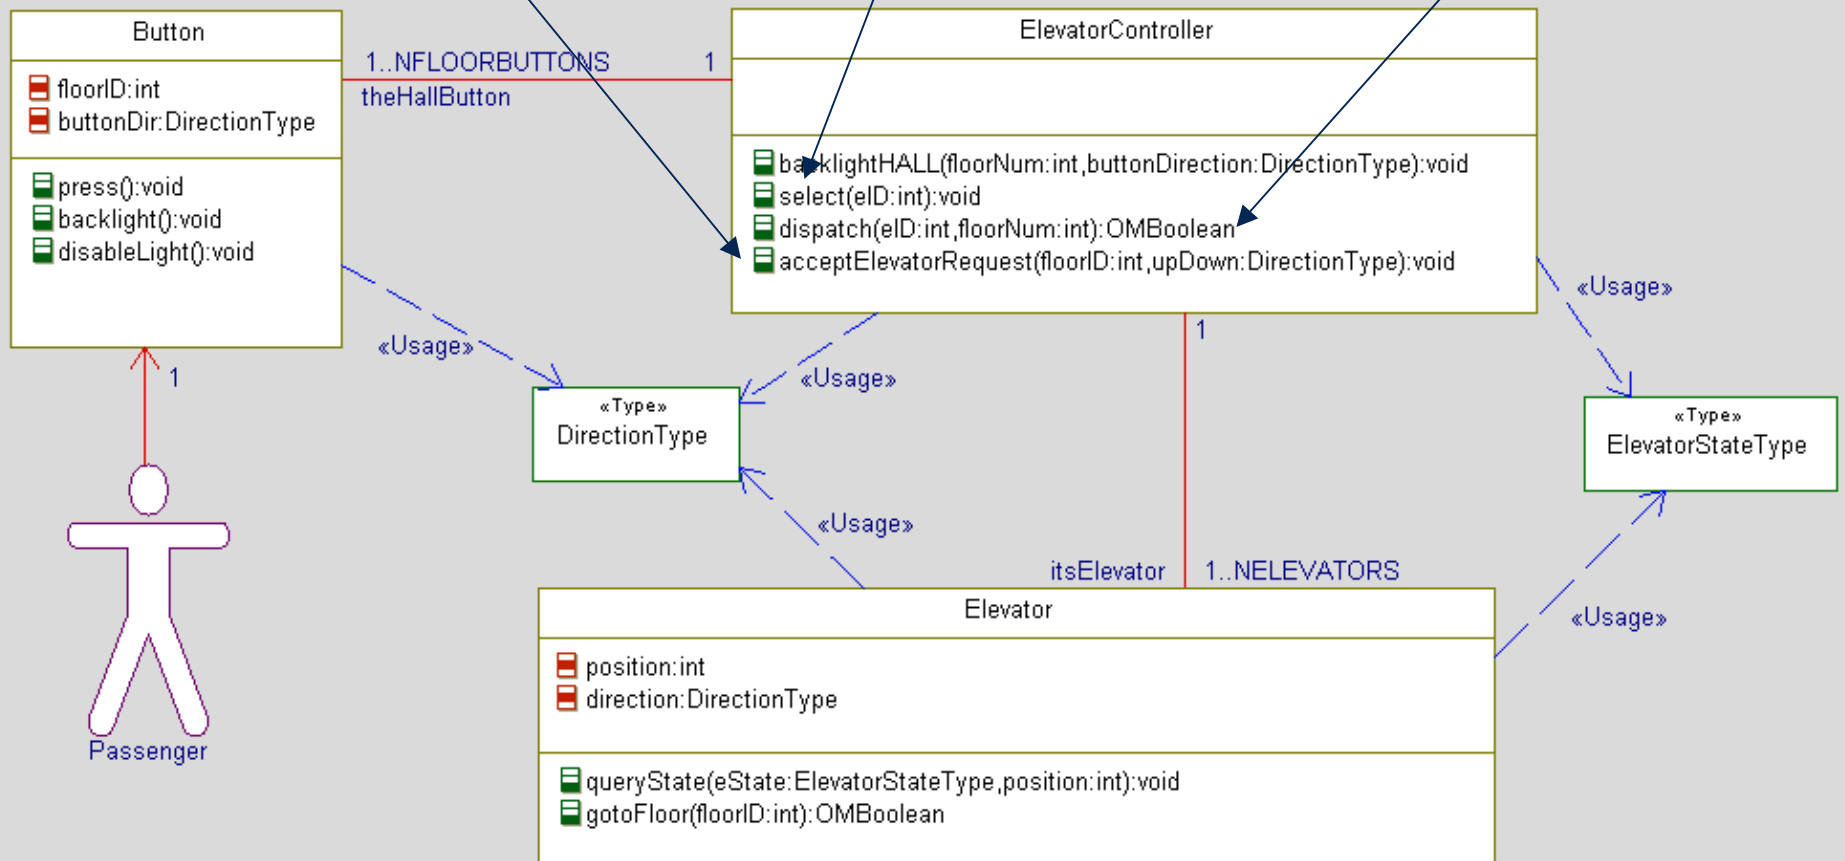 Button
floorID:int
buttonDir:DirectionType
press():void
backlight():void
disableLight():void
1..NFLOORBUTTONS
1
theHallButton
ElevatorController
backlightHALL(floorNum:int,buttonDirection:DirectionType):void
select(eID:int):void
dispatch(eID:int,floorNum:int):OMBoolean
acceptElevatorRequest(floorID:int,upDown:DirectionType):void
«Usage»
«Usage»
«Usage»
1
1
«Type»
DirectionType
«Type»
ElevatorStateType
«Usage»
«Usage»
itsElevator
1..NELEVATORS
Passenger
Elevator
position:int
direction:DirectionType
queryState(eState:ElevatorStateType,position:int):void
gotoFloor(floorID:int):OMBoolean